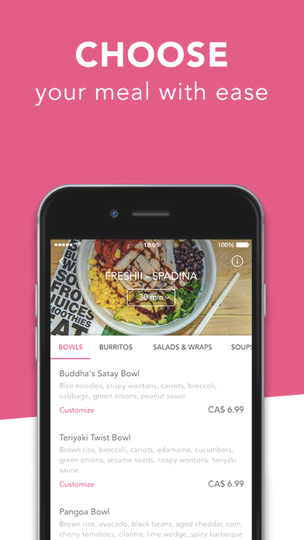 CHOOSE
your meal with ease
18:05
100%
FRESHII - SPADINA
30 min
BOWLS
BURRITOS
SALADS & WRAPS
SOUPS
Buddha's Satay Bowl
Rice noodles, crispy wontons, carrots, broccoli,
cabbage, green onions, peanut sauce
Customize
CA$ 6.99
Teriyaki Twist Bowl
Brown rice, broccoli, carrots, edamame, cucumbers,
green onions, sesame seeds, crispy wontons, teriyaki
sauce.
Customize
CA$ 6.99
Pangoa Bowl
Brown rice, avocado, black beans, aged cheddar, corn,
cherry tomatoes, cilantro, lime wedge, spicy barbeque
JUICES
SMOOTHIES
EAT